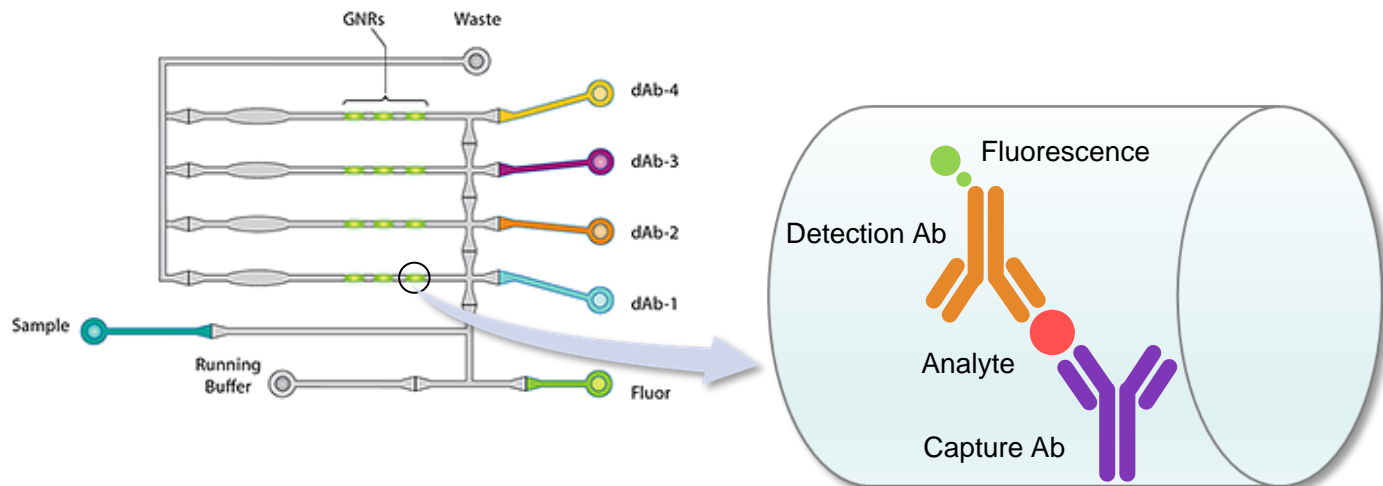 GNRs
Waste
dAb-4
dAb-3
dAb-2
dAb-1
Sample
Running
Buffer
Fluor
Fluorescence
Detection Ab
Analyte
Capture Ab